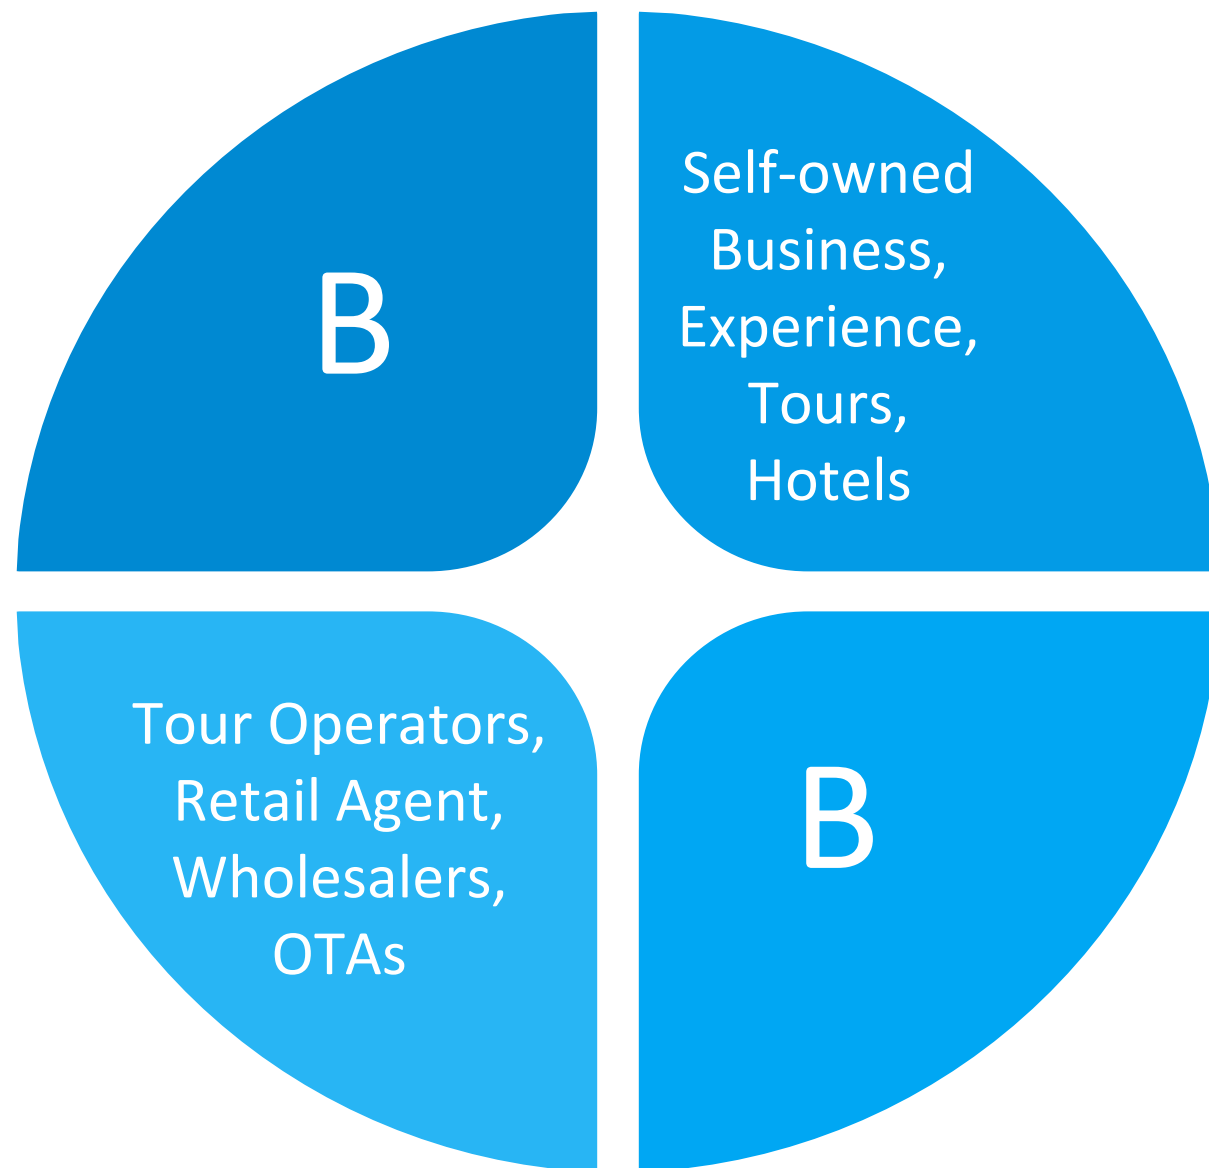 B
Self-owned
Business,
Experience,
Tours,
Hotels
Tour Operators,
Retail Agent,
Wholesalers,
OTAs
B